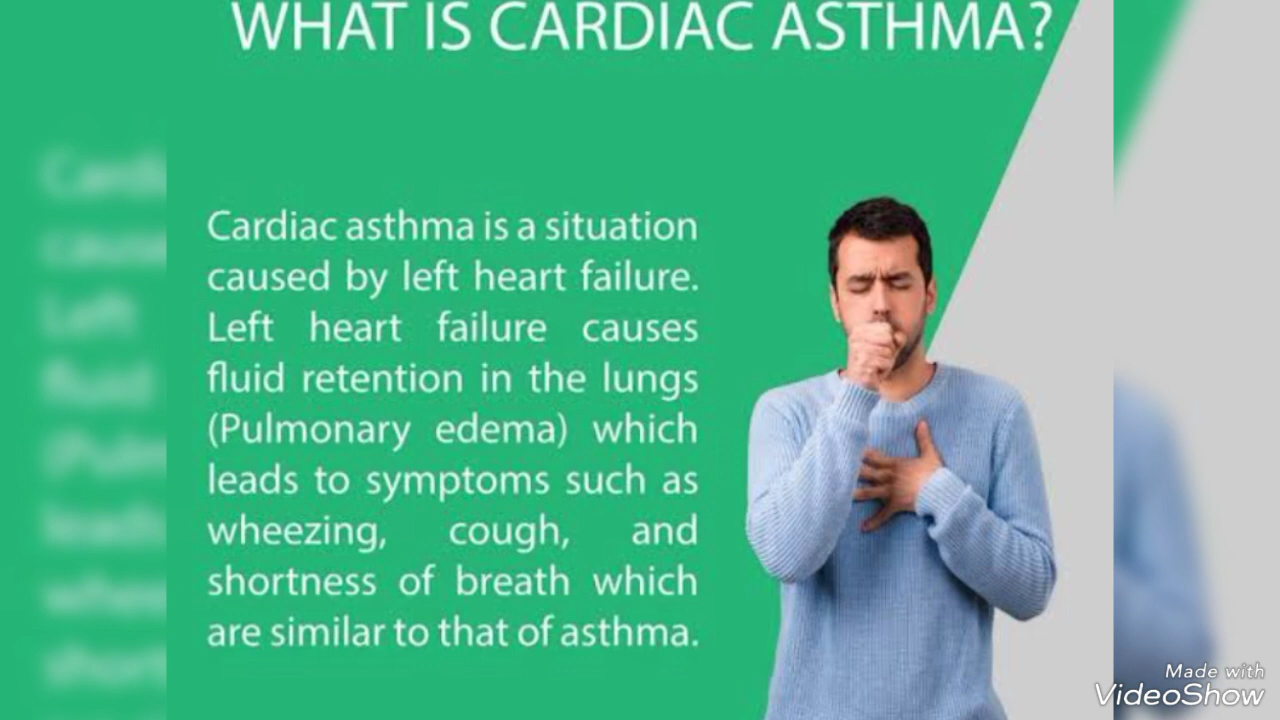 WHAT IS CARDIAC ASTHMA?
Cardiac asthma is a situation
caused by left heart failure.
Left heart failure causes
fluid retention in the lungs
(Pulmonary edema) which
leads to symptoms such as
wheezing, cough, and
shortness of breath which
are similar to that of asthma.
Made with
VideoShow